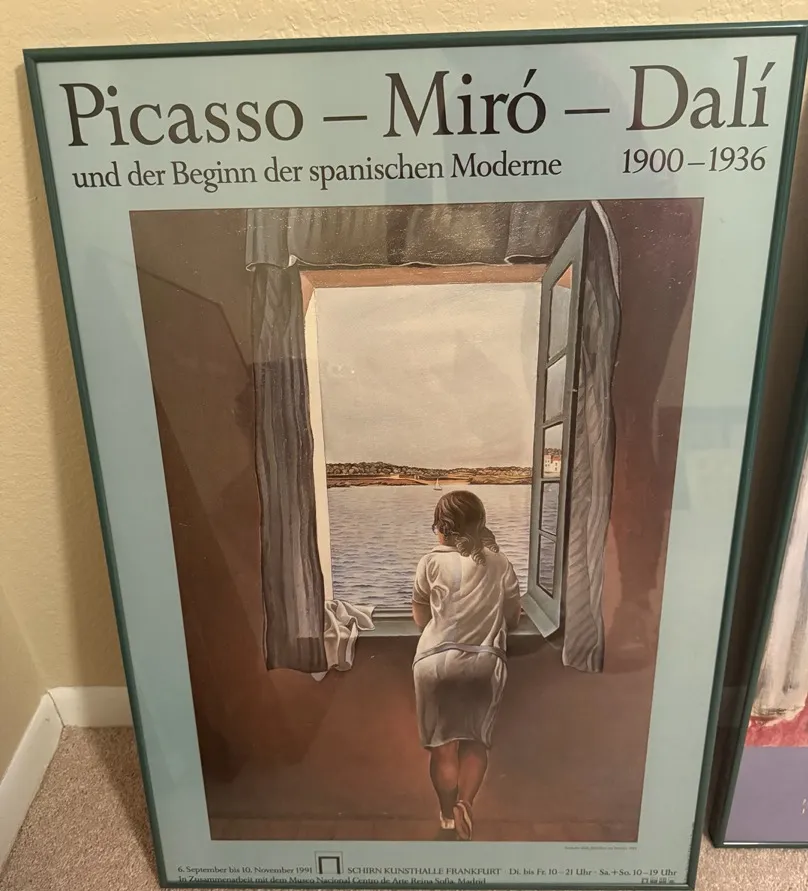 Picasso – Miró – Dalí
und der Beginn der spanischen Moderne 1900–1936
6. September bis 10. November 1991 SCHIRN KUNSTHALLE FRANKFURT · Di. bis Fr. 10–21 Uhr · Sa. + So. 10–19 Uhr
In Zusammenarbeit mit dem Museo Nacional Centro de Arte Reina Sofia, Madrid